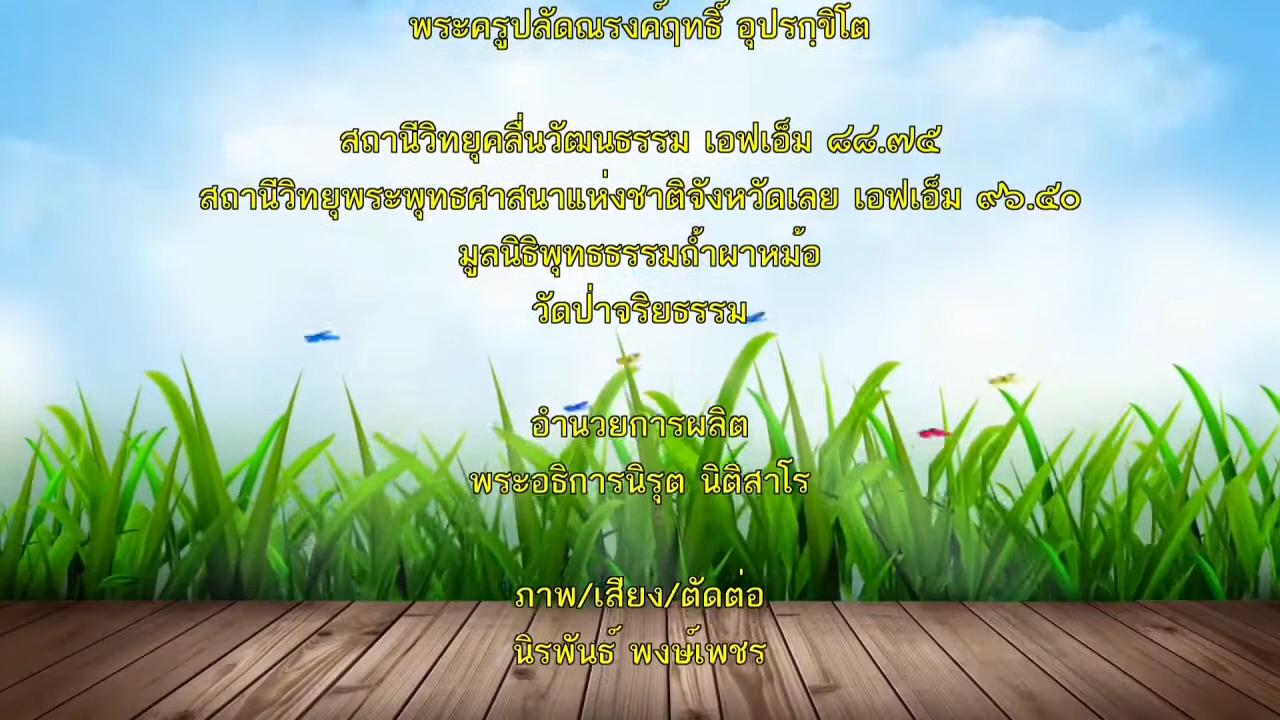 พระครูปลัดณรงค์ฤทธิ์ อุปรกฺขิโต
สถานีวิทยุคลื่นวัฒนธรรม เอฟเอ็ม ๘๘.๗๕
สถานีวิทยุพระพุทธศาสนาแห่งชาติจังหวัดเลย เอฟเอ็ม ๙๖.๕๐
มูลนิธิพุทธธรรมถ้ำผาหม้อ
วัดป่าจริยธรรม
อำนวยการผลิต
พระอธิการนิรุต นิติสาโร
ภาพ/เสียง/ตัดต่อ
นิรพันธ์ พงษ์เพชร